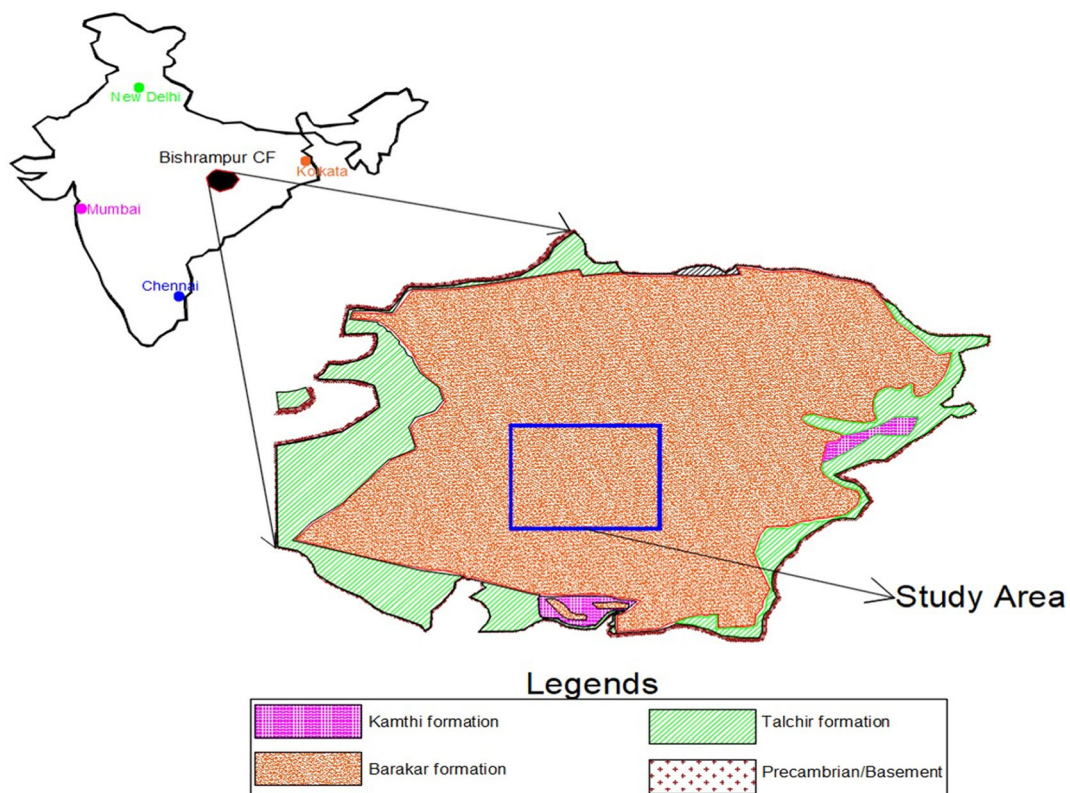 New Delhi
Bishrampur CF
Kolkata
Mumbai
Chennai
Study Area
Legends
Kamthi formation
Talchir formation
Barakar formation
Precambrian/Basement